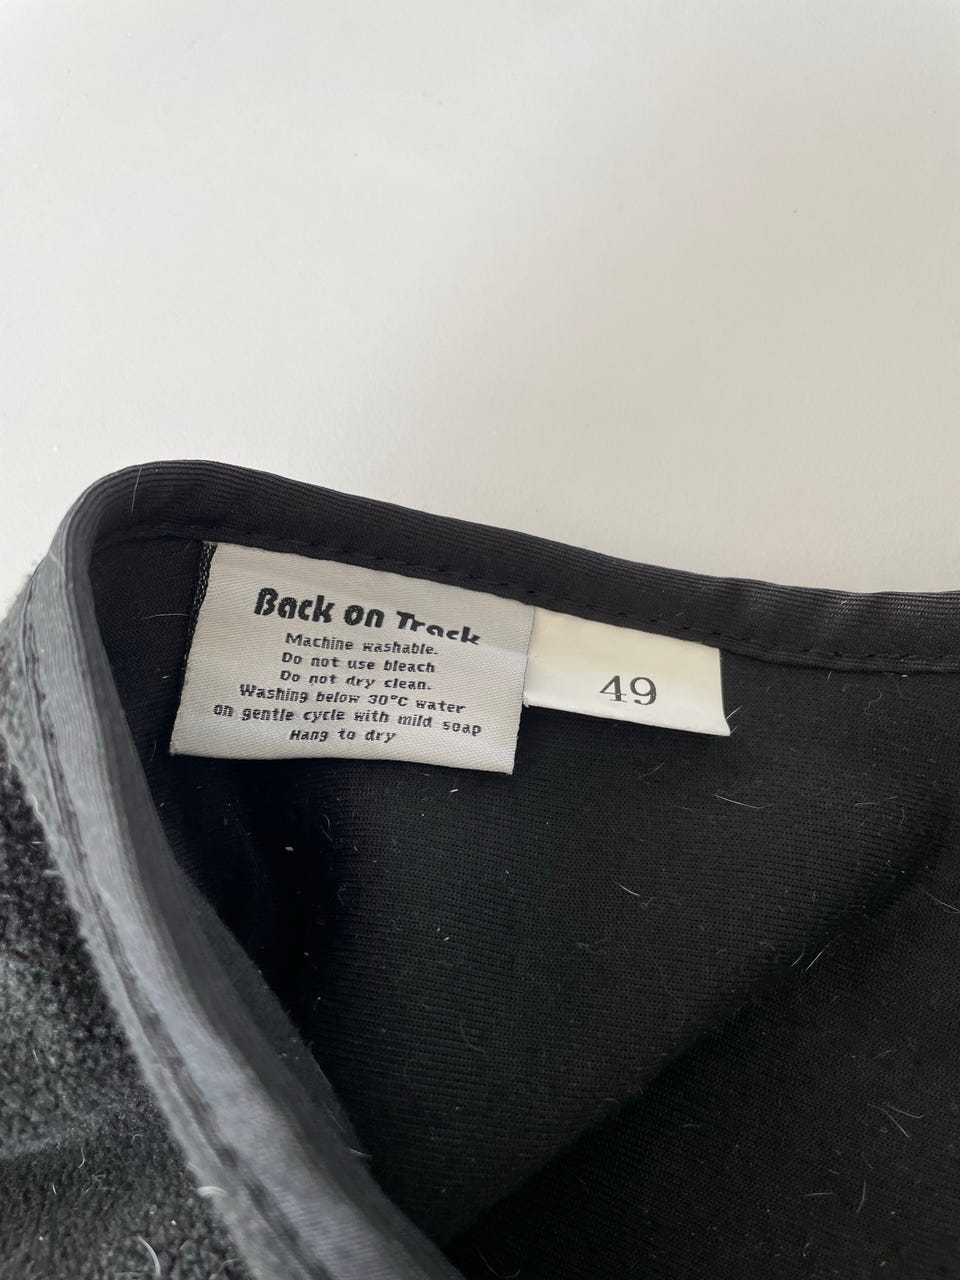 Back on Track
Machine washable.
Do not use bleach
Do not dry clean.
Washing below 30°C water
on gentle cycle with mild soap
Hang to dry
49